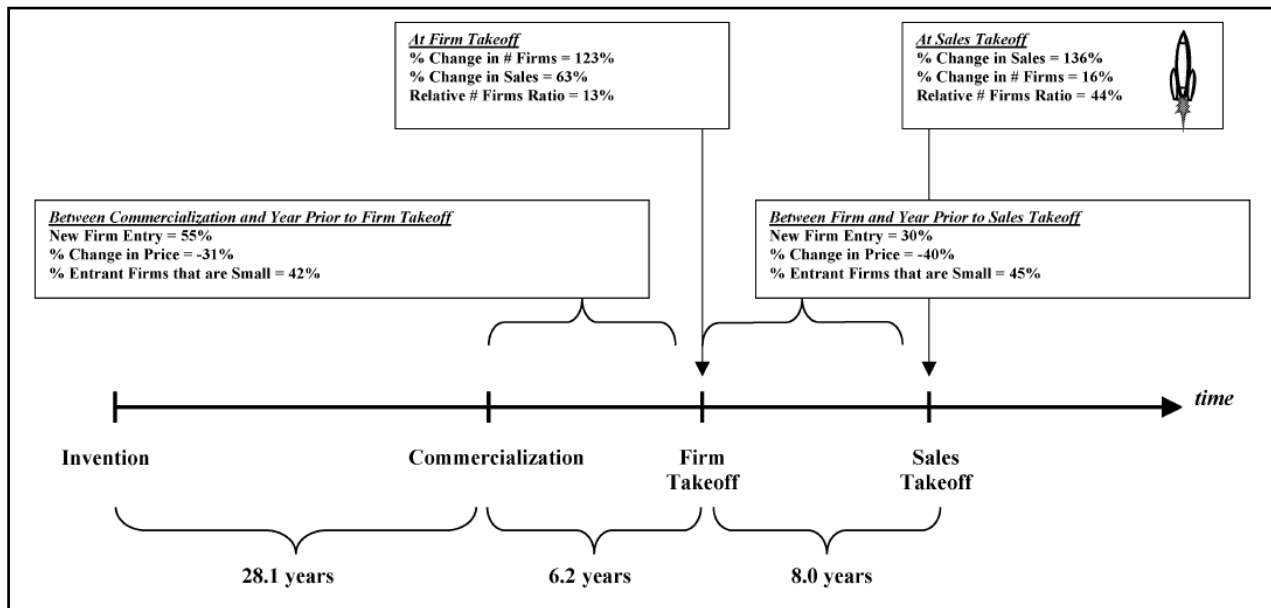 At Firm Takeoff
% Change in # Firms = 123%
% Change in Sales = 63%
Relative # Firms Ratio = 13%
At Sales Takeoff
% Change in Sales = 136%
% Change in # Firms = 16%
Relative # Firms Ratio = 44%
Between Commercialization and Year Prior to Firm Takeoff
New Firm Entry = 55%
% Change in Price = -31%
% Entrant Firms that are Small = 42%
Between Firm and Year Prior to Sales Takeoff
New Firm Entry = 30%
% Change in Price = -40%
% Entrant Firms that are Small = 45%
time
Invention
Commercialization
Firm
Takeoff
Sales
Takeoff
28.1 years
6.2 years
8.0 years